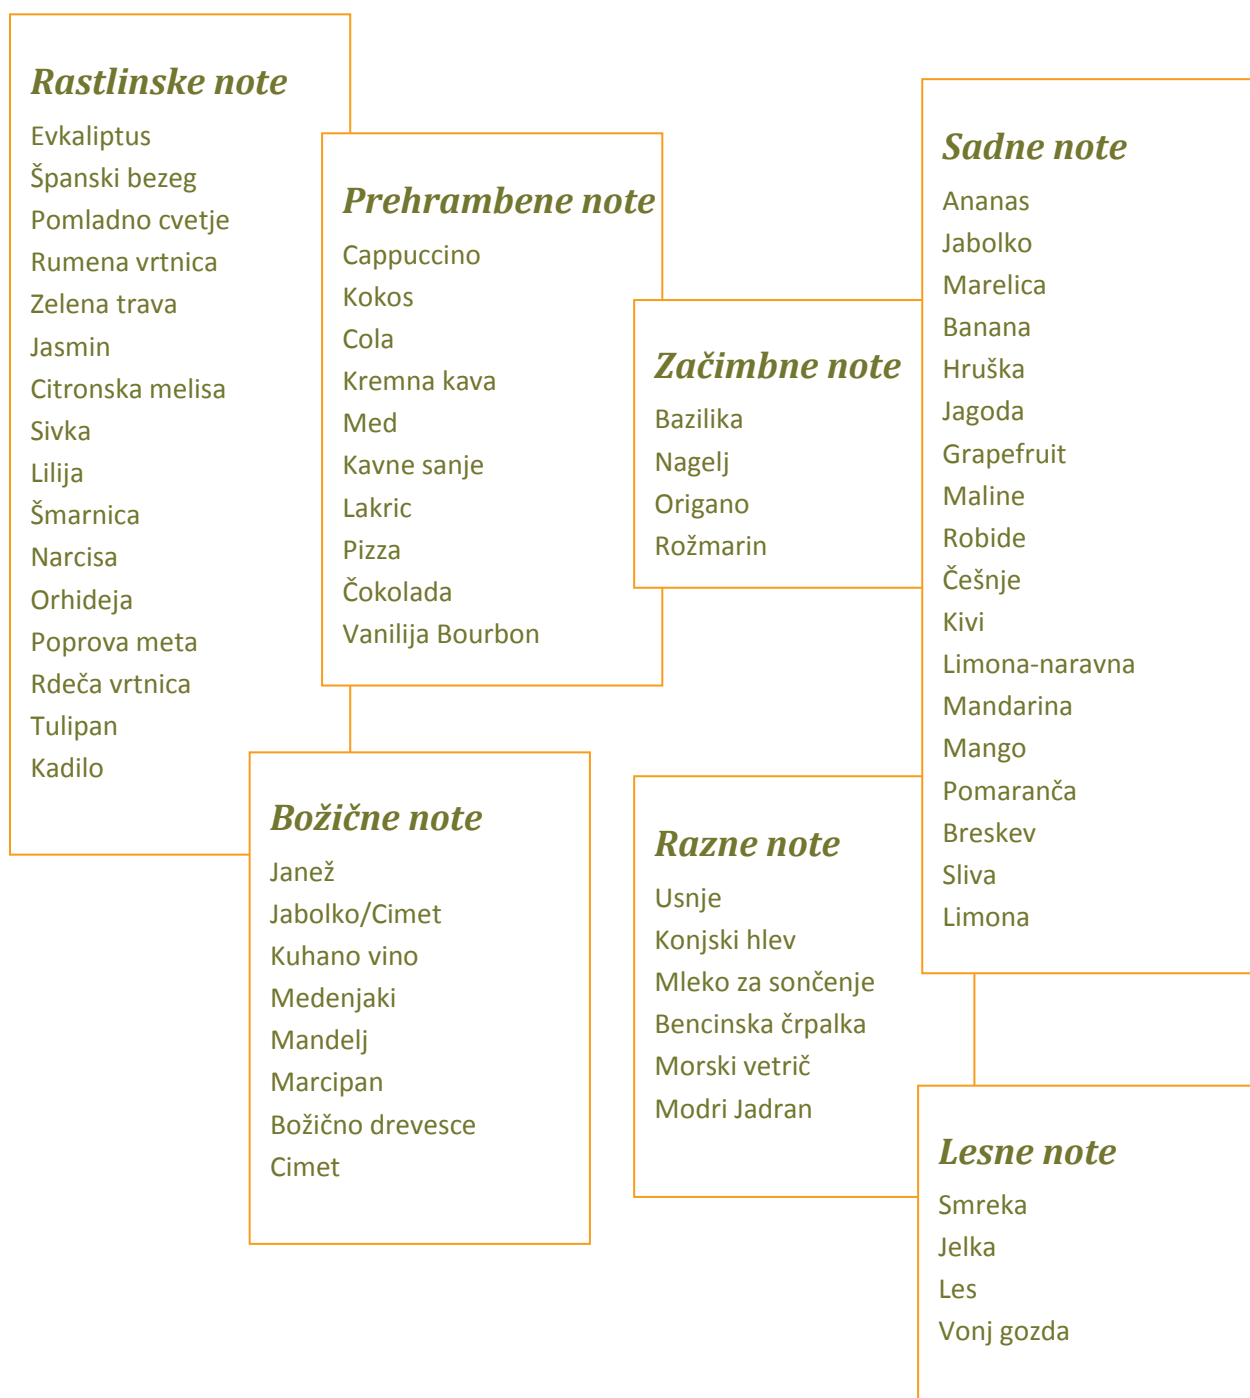 Rastlinske note
Evkaliptus
Španski bezeg
Pomladno cvetje
Rumena vrtnica
Zelena trava
Jasmin
Citronska melisa
Sivka
Lilija
Šmarnica
Narcisa
Orhideja
Poprova meta
Rdeča vrtnica
Tulipan
Kadilo
Prehrambene note
Cappuccino
Kokos
Cola
Kremna kava
Med
Kavne sanje
Lakric
Pizza
Čokolada
Vanilija Bourbon
Začimbne note
Bazilika
Nagelj
Origano
Rožmarin
Sadne note
Ananas
Jabolko
Marelica
Banana
Hruška
Jagoda
Grapefruit
Maline
Robide
Češnje
Kivi
Limona-naravna
Mandarina
Mango
Pomaranča
Breskev
Sliva
Limona
Božične note
Janež
Jabolko/Cimet
Kuhano vino
Medenjaki
Mandelj
Marcipan
Božično drevesce
Cimet
Razne note
Usnje
Konjski hlev
Mleko za sončenje
Bencinska črpalka
Morski vetrič
Modri Jadran
Lesne note
Smreka
Jelka
Les
Vonj gozda